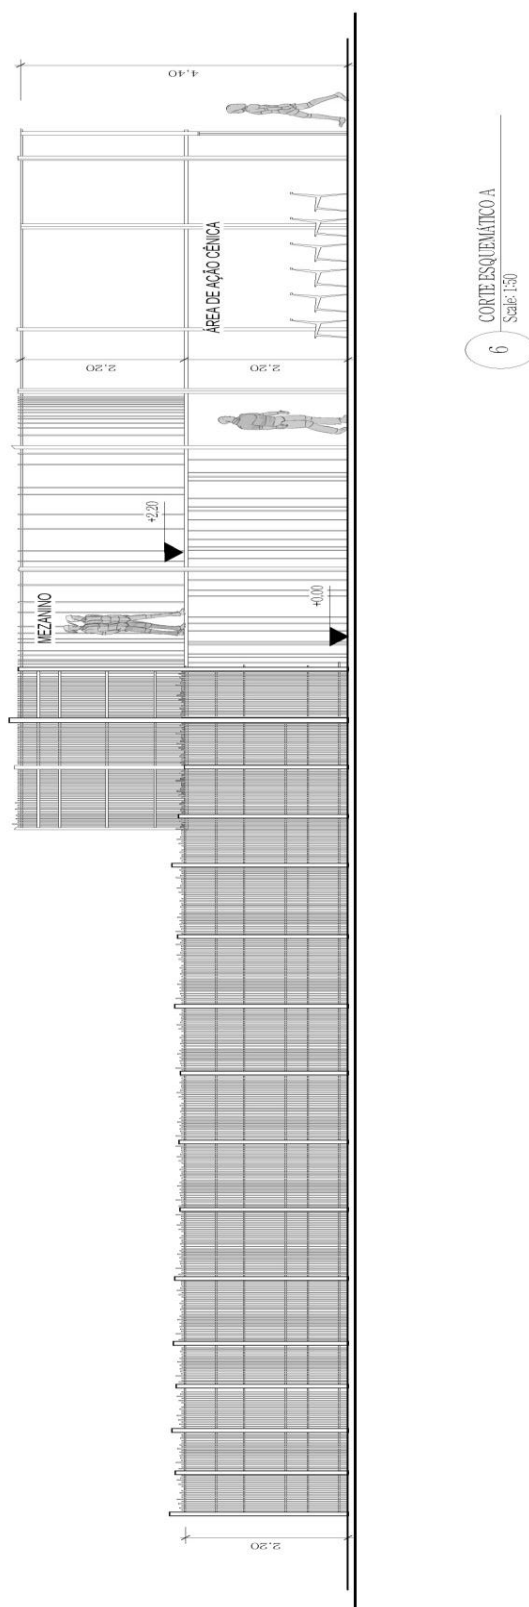 4,40
ÁREA DE AÇÃO CÊNICA
2.20
2.20
+2.20
MEZANINO
+0.00
2.20
6
CORTE ESQUEMÁTICO A
Scale: 1:50